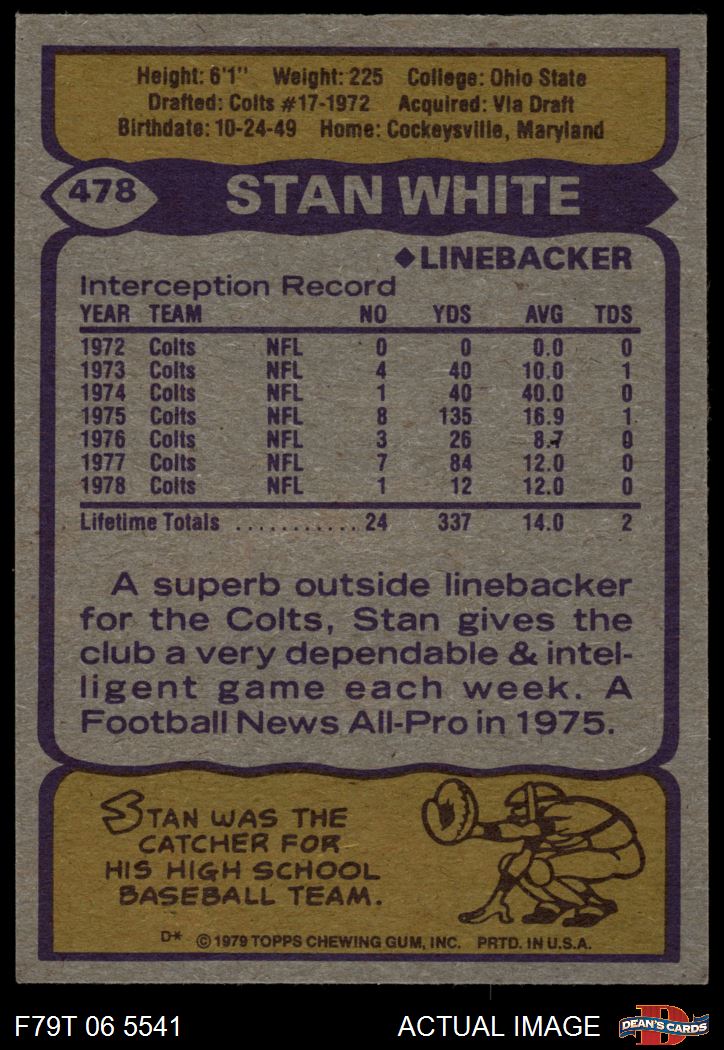 Height: 6'1" Weight: 225 College: Ohio State
Drafted: Colts #17-1972 Acquired: Via Draft
Birthdate: 10-24-49 Home: Cockeysville, Maryland
478 STAN WHITE
◆LINEBACKER
Interception Record
YEAR TEAM NO YDS AVG TDS
1972 Colts NFL 0 0 0.0 0
1973 Colts NFL 4 40 10.0 1
1974 Colts NFL 1 40 40.0 0
1975 Colts NFL 8 135 16.9 1
1976 Colts NFL 3 26 8.7 0
1977 Colts NFL 7 84 12.0 0
1978 Colts NFL 1 12 12.0 0
Lifetime Totals ........... 24 337 14.0 2
A superb outside linebacker
for the Colts, Stan gives the
club a very dependable & intel-
ligent game each week. A
Football News All-Pro in 1975.
STAN WAS THE
CATCHER FOR
HIS HIGH SCHOOL
BASEBALL TEAM.
D* © 1979 TOPPS CHEWING GUM, INC. PRTD. IN U.S.A.
F79T 06 5541 ACTUAL IMAGE D DEAN'S CARDS